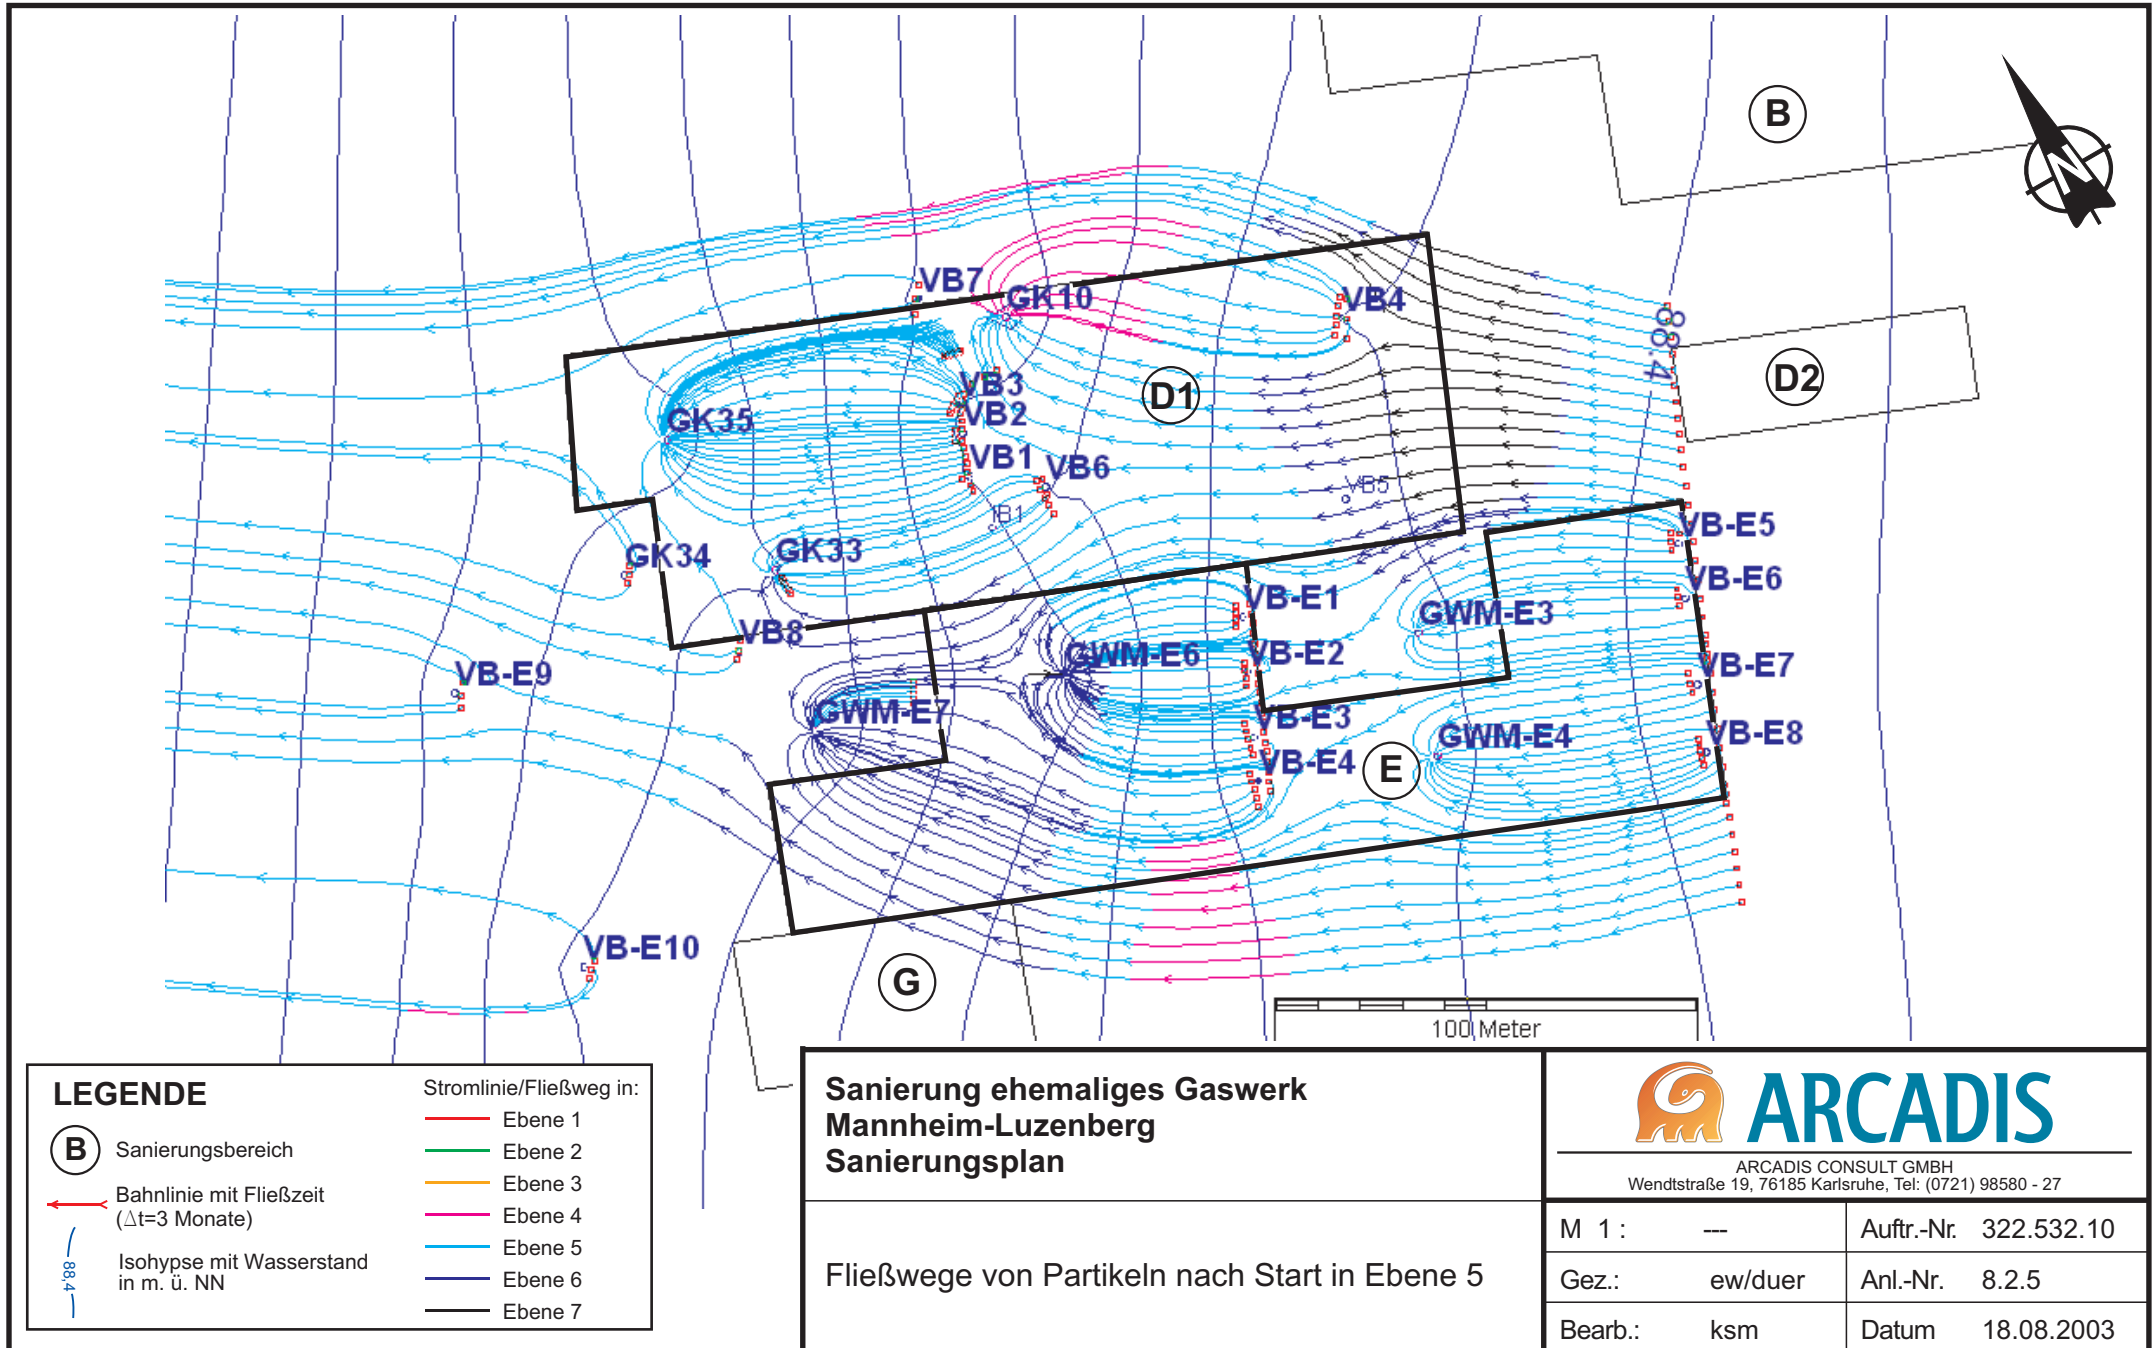 B
88.4
D2
VB7
GK10
VB4
VB3
D1
VB2
GK35
VB1
VB6
VB5
IB1
VB-E5
GK34
GK33
VB-E6
VB-E1
GWM-E3
VB8
VB-E2
GWM-E6
VB-E7
VB-E9
GWM-E7
VB-E3
GWM-E4
VB-E8
VB-E4
E
VB-E10
G
100 Meter
LEGENDE
B Sanierungsbereich
Bahnlinie mit Fließzeit
(Δt=3 Monate)
88,4
Isohypse mit Wasserstand
in m. ü. NN
Stromlinie/Fließweg in:
Ebene 1
Ebene 2
Ebene 3
Ebene 4
Ebene 5
Ebene 6
Ebene 7
Sanierung ehemaliges Gaswerk
Mannheim-Luzenberg
Sanierungsplan
Fließwege von Partikeln nach Start in Ebene 5
ARCADIS
ARCADIS CONSULT GMBH
Wendtstraße 19, 76185 Karlsruhe, Tel: (0721) 98580 - 27
M 1 : --- Auftr.-Nr. 322.532.10
Gez.: ew/duer Anl.-Nr. 8.2.5
Bearb.: ksm Datum 18.08.2003